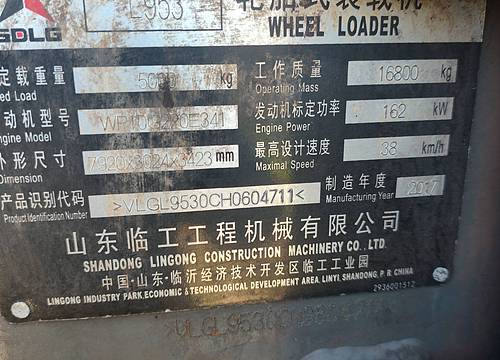 L953 轮胎式装载机
SDLG WHEEL LOADER
定载重量 kg 工作质量 16800 kg
ed Load Operating Mass
动机型号 发动机标定功率 162 kW
ngine Model Engine Power
外形尺寸 mm 最高设计速度 38 km/h
Dimension Maximal Speed
产品识别代码 >VLGL9530CH0604711< 制造年度
Product Identification Number Manufacturing Year
山东临工工程机械有限公司
SHANDONG LINGONG CONSTRUCTION MACHINERY CO., LTD.
中国·山东·临沂经济技术开发区临工工业园
LINGONG INDUSTRY PARK, ECONOMIC & TECHNOLOGICAL DEVELOPMENT AREA, LINYI, SHANDONG, P. R. CHINA
2936001512